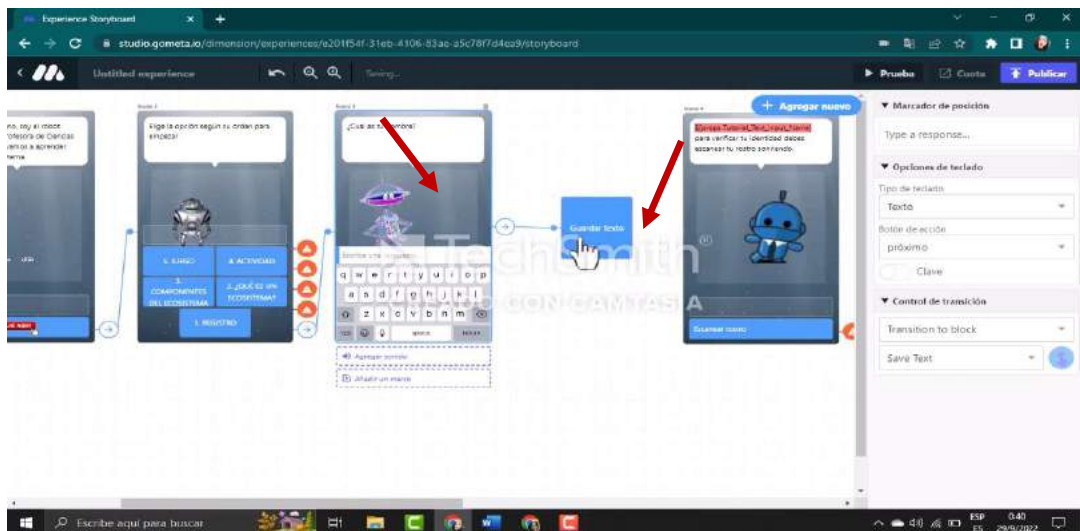 Experience Storyboard
studio.gometa.io/dimension/experiences/e201f54f-31eb-4106-83ae-a5c78f7d4ea9/storyboard
Untitled experience
Saving...
Prueba
Cuota
Publicar
+ Agregar nuevo
Elige la opción según su orden para empezar
4. ACTIVIDAD
3. COMPONENTES DEL ECOSISTEMA
2. ¿QUÉ ES UN ECOSISTEMA?
1. REGISTRO
¿Cuál es tu nombre?
q w e r t y u i o p
a s d f g h j k l
z x c v b n m
space
Agregar sonido
Añadir un marco
Guardar texto
para verificar tu identidad debes
escanear tu rostro sonriendo.
Escanear rostro
TechSmith
CREADO CON CAMTASIA
Marcador de posición
Type a response...
Opciones de teclado
Tipo de teclado
Texto
Botón de acción
próximo
Clave
Control de transición
Transition to block
Save Text
Escribe aquí para buscar
ESP
ES
0:40
29/9/2022